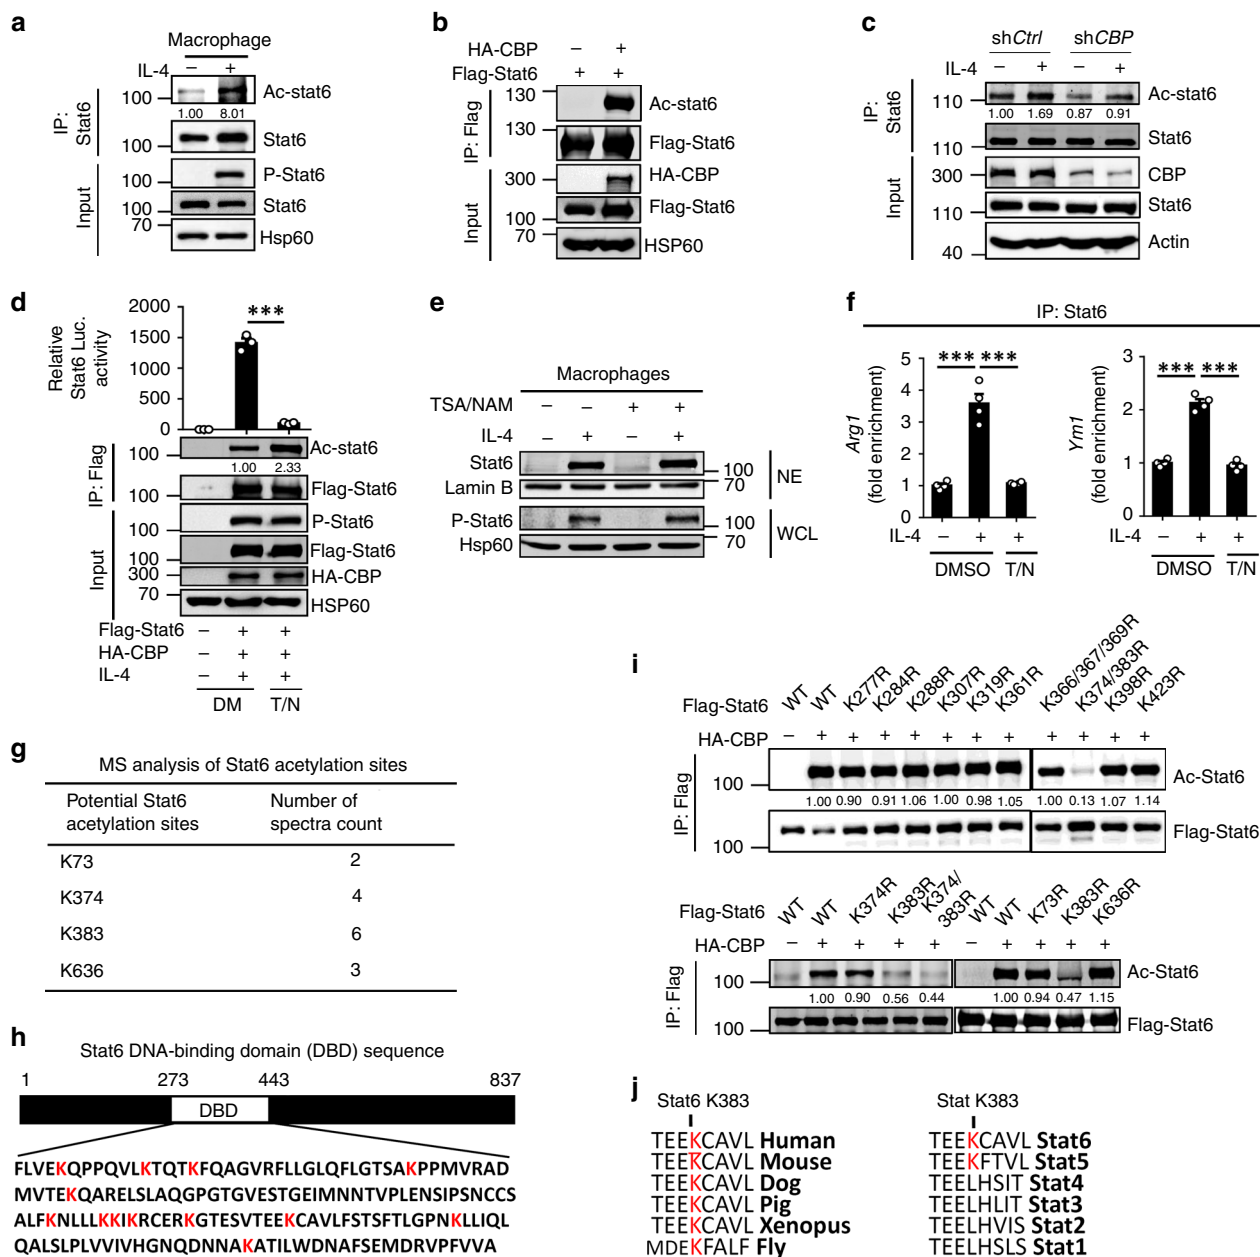 a
Macrophage
IL-4 – +
IP: Stat6
100 Ac-stat6
1.00 8.01
100 Stat6
Input
100 P-Stat6
100 Stat6
70 Hsp60
b
HA-CBP – +
Flag-Stat6 + +
IP: Flag
130 Ac-stat6
130 Flag-Stat6
Input
300 HA-CBP
100 Flag-Stat6
70 HSP60
c
shCtrl shCBP
IL-4 – + – +
IP: Stat6
110 Ac-stat6
1.00 1.69 0.87 0.91
110 Stat6
Input
300 CBP
110 Stat6
40 Actin
d
Relative Stat6 Luc. activity
2000
1500
1000
500
0
***
IP: Flag
100 Ac-stat6
1.00 2.33
100 Flag-Stat6
Input
100 P-Stat6
100 Flag-Stat6
300 HA-CBP
70 HSP60
Flag-Stat6 – + +
HA-CBP – + +
IL-4 – + +
DM T/N
e
Macrophages
TSA/NAM – – + +
IL-4 – + – +
Stat6 100
Lamin B 70
NE
P-Stat6 100
Hsp60 70
WCL
f
IP: Stat6
Arg1 (fold enrichment)
5
4
3
2
1
0
*** ***
IL-4 – + +
DMSO T/N
Ym1 (fold enrichment)
3
2
1
0
*** ***
IL-4 – + +
DMSO T/N
g
MS analysis of Stat6 acetylation sites
Potential Stat6 acetylation sites Number of spectra count
K73 2
K374 4
K383 6
K636 3
h
Stat6 DNA-binding domain (DBD) sequence
1 273 443 837
DBD
FLVEKQPPQVLKTQTKFQAGVRFLLGLQFLGTSAKPPMVRAD
MVTEKQARELSLAQGPGTGVESTGEIMNNTVPLENSIPSNCCS
ALFKNLLLKKIKRCERKGTESVTEEKCAVLFSTSFTLGPNKLLIQL
QALSLPLVVIVHGNQDNNAKATILWDNAFSEMDRVPFVVA
i
Flag-Stat6 WT WT K277R K284R K288R K307R K319R K361R K366/367/369R K374/383R K398R K423R
HA-CBP – + + + + + + + + + + +
IP: Flag
100 Ac-Stat6
1.00 0.90 0.91 1.06 1.00 0.98 1.05 1.00 0.13 1.07 1.14
100 Flag-Stat6
Flag-Stat6 WT WT K374R K383R K374/383R WT WT K73R K383R K636R
HA-CBP – + + + + – + + + +
IP: Flag
100 Ac-Stat6
1.00 0.90 0.56 0.44 1.00 0.94 0.47 1.15
100 Flag-Stat6
j
Stat6 K383
TEEKCAVL Human
TEEKCAVL Mouse
TEEKCAVL Dog
TEEKCAVL Pig
TEEKCAVL Xenopus
MDEKFALF Fly
Stat K383
TEEKCAVL Stat6
TEEKFTVL Stat5
TEELHSIT Stat4
TEELHLIT Stat3
TEELHVIS Stat2
TEELHSLS Stat1